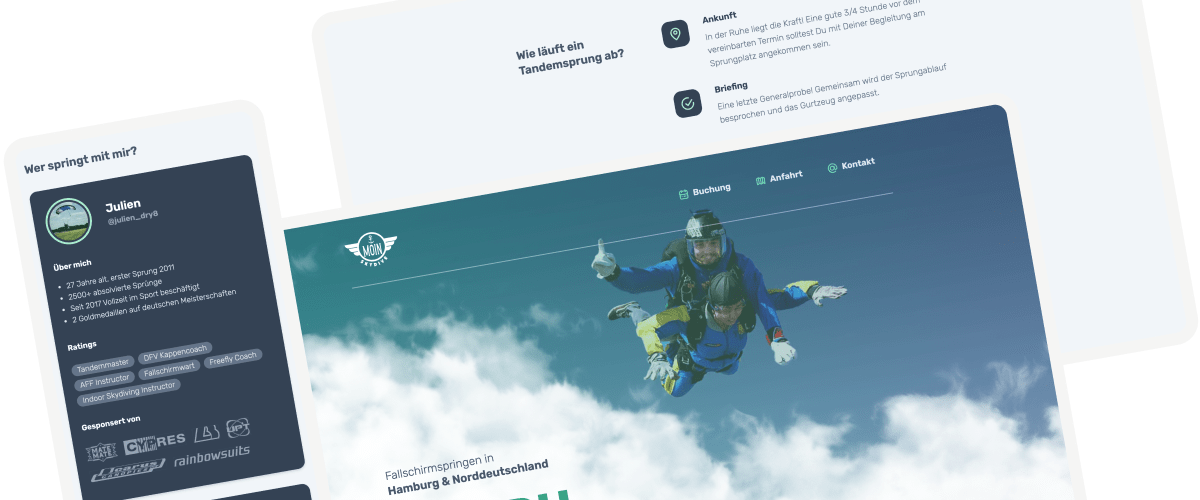 Wie läuft ein
Tandemsprung ab?
Ankunft
In der Ruhe liegt die Kraft! Eine gute 3/4 Stunde vor dem
vereinbarten Termin solltest Du mit Deiner Begleitung am
Sprungplatz angekommen sein.
Briefing
Eine letzte Generalprobe! Gemeinsam wird der Sprungablauf
besprochen und das Gurtzeug angepasst.
Wer springt mit mir?
Julien
@julien_dry8
Über mich
27 Jahre alt, erster Sprung 2011
2500+ absolvierte Sprünge
Seit 2017 Vollzeit im Sport beschäftigt
2 Goldmedaillen auf deutschen Meisterschaften
Ratings
Tandemmaster
DFV Kappencoach
AFF Instructor
Fallschirmwart
Freefly Coach
Indoor Skydiving Instructor
Gesponsert von
MATE MATE
CYPRES
UPT
Icarus
rainbowsuits
Buchung
Anfahrt
Kontakt
MOIN
SKYDIVE
Fallschirmspringen in
Hamburg & Norddeutschland